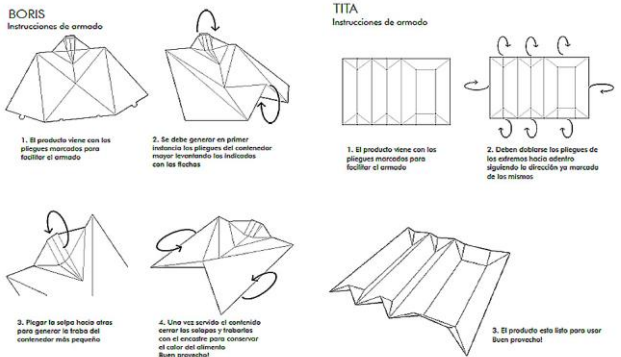 BORIS
Instrucciones de armado
1. El producto viene con los
pliegues marcados para
facilitar el armado
2. Se debe generar en primer
instancia los pliegues del contenedor
mayor levantando los indicados
con las flechas
3. Plegar la solpa hacia atras
para generar la traba del
contenedor más pequeño
4. Una vez servido el contenido
cerrar las solapas y trabarlas
con el encastre para conservar
el calor del alimento
Buen provecho!
TITA
Instrucciones de armado
1. El producto viene con los
pliegues marcados para
facilitar el armado
2. Deben doblarse los pliegues de
los extremos hacia adentro
siguiendo la dirección ya marcada
de los mismos
3. El producto esta listo para usar
Buen provecho!